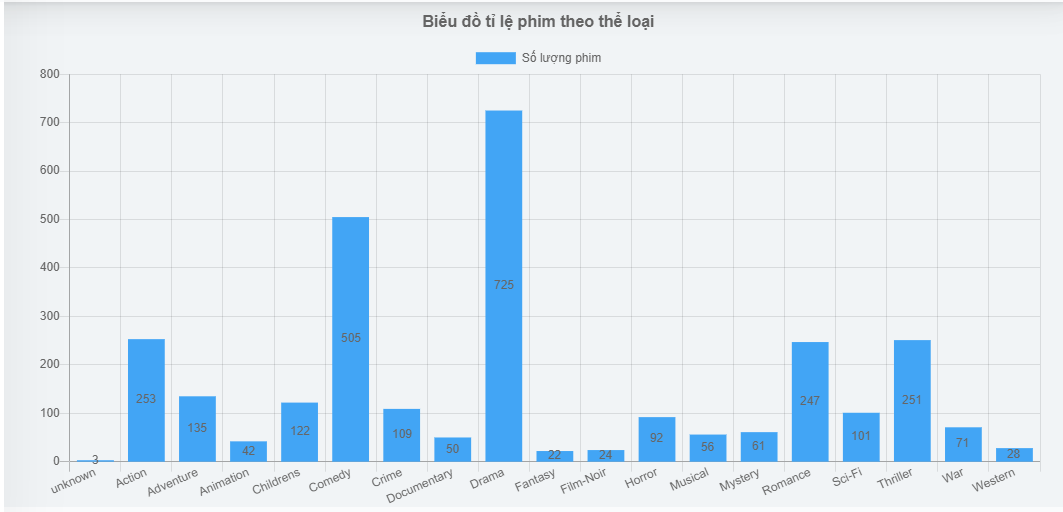 Biểu đồ tỉ lệ phim theo thể loại
Số lượng phim
800
700
600
500
400
300
200
100
0
3
253
135
42
122
505
109
50
725
22
24
92
56
61
247
101
251
71
28
unknown
Action
Adventure
Animation
Childrens
Comedy
Crime
Documentary
Drama
Fantasy
Film-Noir
Horror
Musical
Mystery
Romance
Sci-Fi
Thriller
War
Western